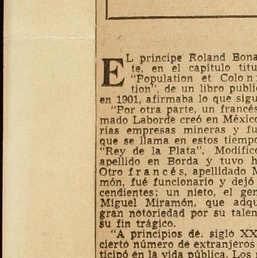 EL príncipe Roland Bona
te, en el capítulo titu
"Population et Colon
tion", de un libro public
en 1901, afirmaba lo que sigu
"Por otra parte, un francés
mado Laborde creó en México
rias empresas mineras y fu
que se llama en estos tiempo
"Rey de la Plata". Modificó
apellido en Borda y tuvo h
Otro francés, apellidado M
món, fué funcionario y dejó
cendientes; un nieto, el gen
Miguel Miramón, que adqu
gran notoriedad por su talen
su fin trágico.
"A principios de. siglo XX
cierto número de extranjeros
ticipó en la vida pública. Los